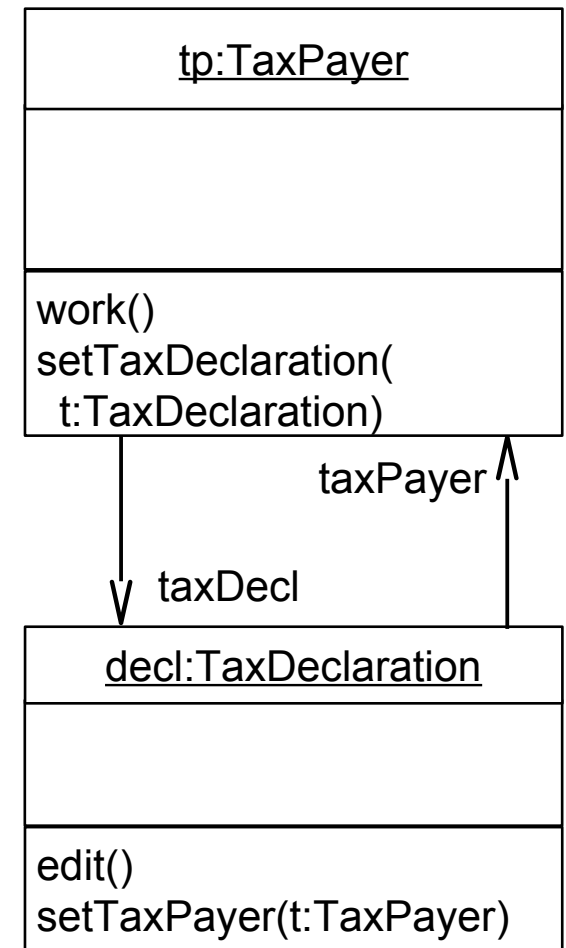 tp:TaxPayer
work()
setTaxDeclaration(
t:TaxDeclaration)
taxPayer
taxDecl
decl:TaxDeclaration
edit()
setTaxPayer(t:TaxPayer)